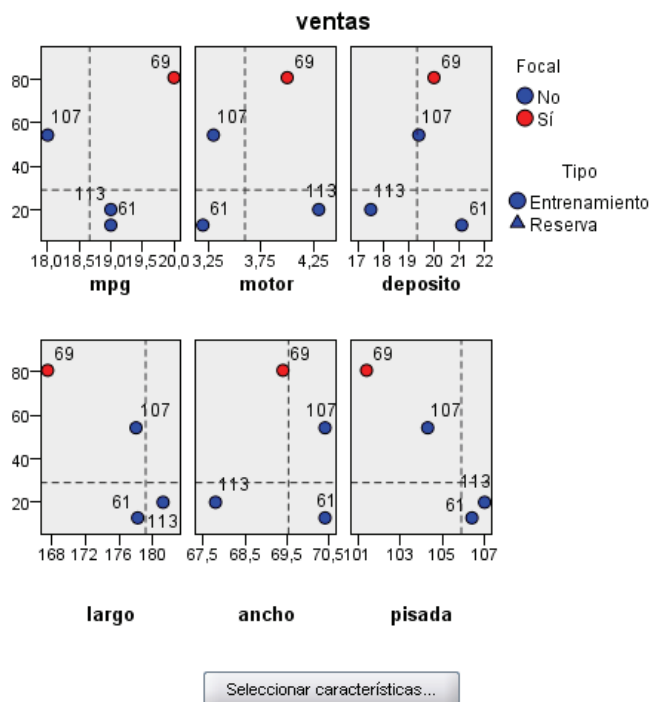 ventas
Focal
No
Sí
Tipo
Entrenamiento
Reserva
80
60
40
20
69
107
113
61
69
107
113
61
69
107
113
61
18,0 18,5 19,0 19,5 20,0
3,25 3,75 4,25
17 18 19 20 21 22
mpg motor deposito
80
60
40
20
69
107
61
113
69
107
113
61
69
107
113
61
168 172 176 180
67,5 68,5 69,5 70,5
101 103 105 107
largo ancho pisada
Seleccionar características...